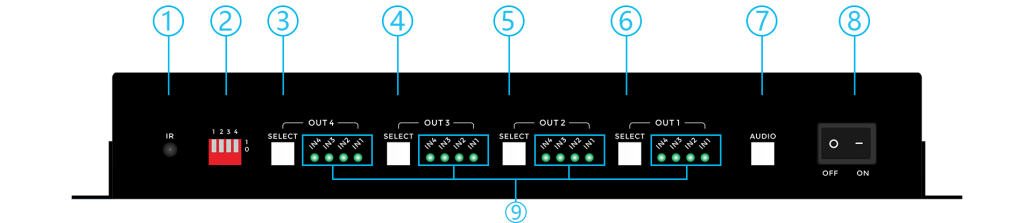 ① ② ③ ④ ⑤ ⑥ ⑦ ⑧
OUT 4 OUT 3 OUT 2 OUT 1
IR 1 2 3 4 1 0 SELECT IN4 IN3 IN2 IN1 SELECT IN4 IN3 IN2 IN1 SELECT IN4 IN3 IN2 IN1 SELECT IN4 IN3 IN2 IN1 AUDIO
OFF ON
⑨